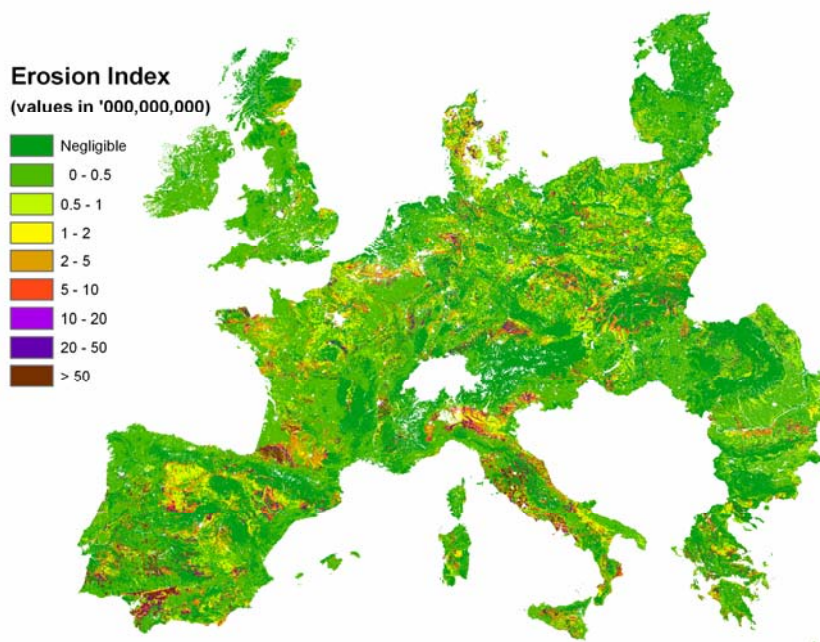 Erosion Index
(values in '000,000,000)
Negligible
0 - 0.5
0.5 - 1
1 - 2
2 - 5
5 - 10
10 - 20
20 - 50
> 50